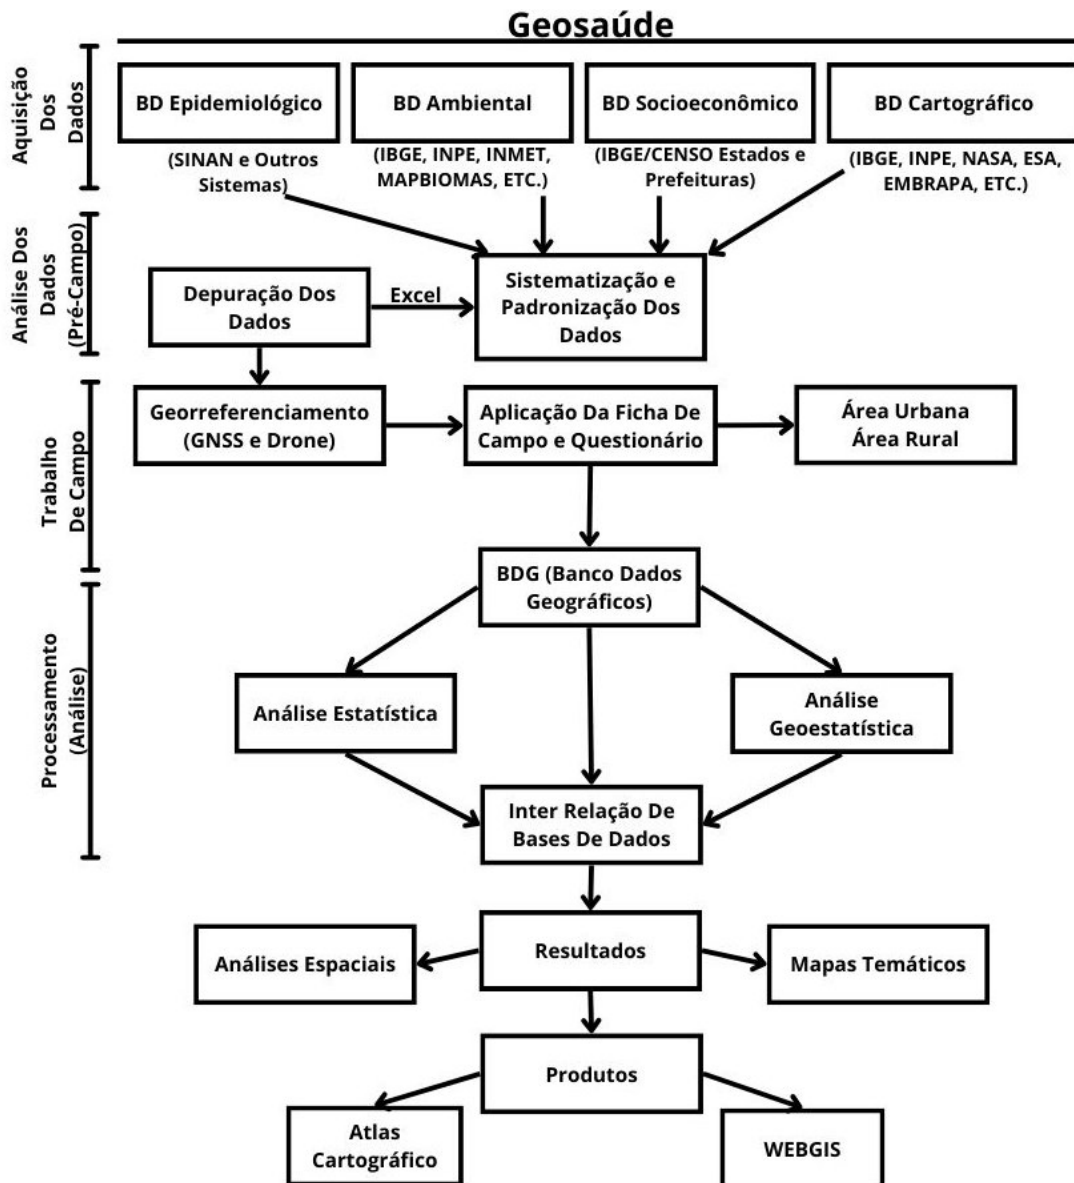 Geosaúde
Aquisição
Dos
Dados
BD Epidemiológico
BD Ambiental
BD Socioeconômico
BD Cartográfico
(SINAN e Outros
Sistemas)
(IBGE, INPE, INMET,
MAPBIOMAS, ETC.)
(IBGE/CENSO Estados e
Prefeituras)
(IBGE, INPE, NASA, ESA,
EMBRAPA, ETC.)
Análise Dos
Dados
(Pré-Campo)
Depuração Dos
Dados
Excel
Sistematização e
Padronização Dos
Dados
Trabalho
De Campo
Georreferenciamento
(GNSS e Drone)
Aplicação Da Ficha De
Campo e Questionário
Área Urbana
Área Rural
BDG (Banco Dados
Geográficos)
Processamento
(Análise)
Análise Estatística
Análise
Geoestatística
Inter Relação De
Bases De Dados
Resultados
Análises Espaciais
Mapas Temáticos
Produtos
Atlas
Cartográfico
WEBGIS